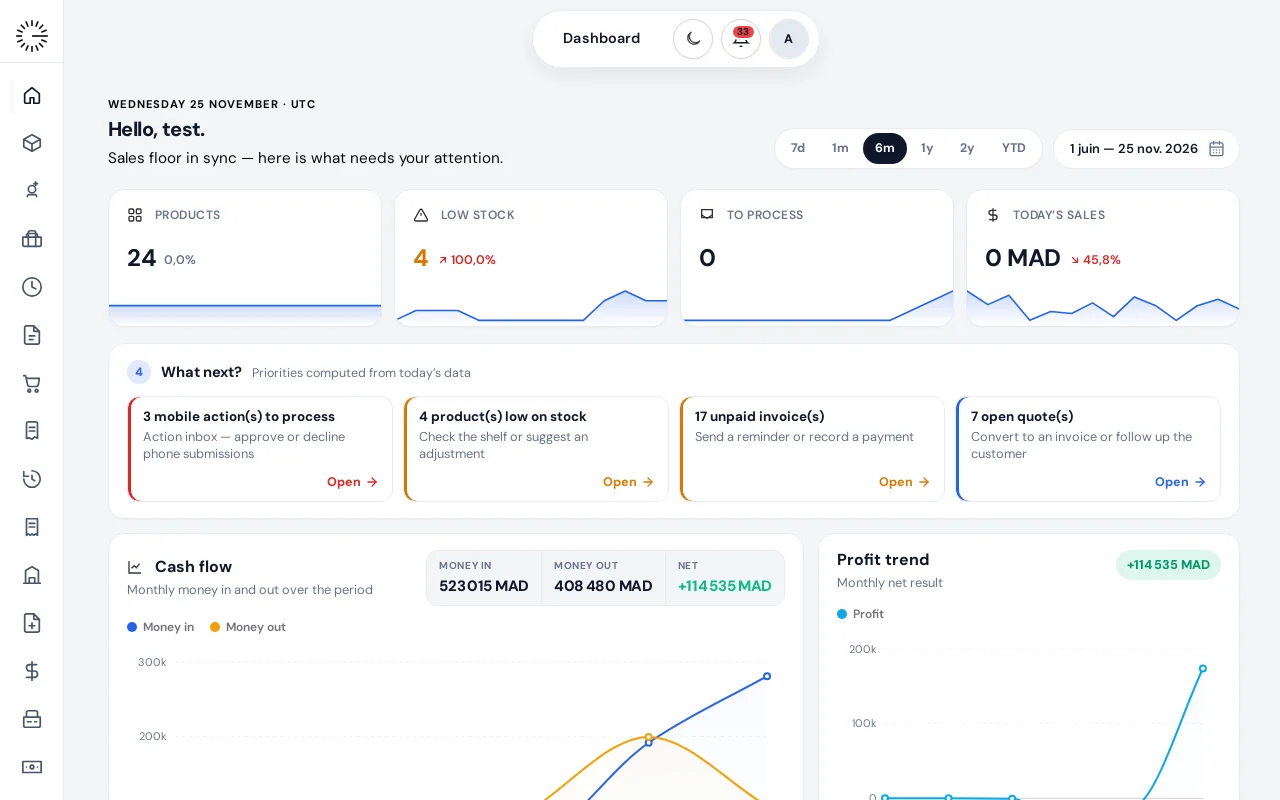 Dashboard
33
A
WEDNESDAY 25 NOVEMBER · UTC
Hello, test.
Sales floor in sync — here is what needs your attention.
7d 1m 6m 1y 2y YTD
1 juin — 25 nov. 2026
PRODUCTS
24 0,0%
LOW STOCK
4 ↗ 100,0%
TO PROCESS
0
TODAY'S SALES
0 MAD ↘ 45,8%
4 What next? Priorities computed from today's data
3 mobile action(s) to process
Action inbox — approve or decline
phone submissions
Open →
4 product(s) low on stock
Check the shelf or suggest an
adjustment
Open →
17 unpaid invoice(s)
Send a reminder or record a payment
Open →
7 open quote(s)
Convert to an invoice or follow up the
customer
Open →
Cash flow
Monthly money in and out over the period
MONEY IN
523 015 MAD
MONEY OUT
408 480 MAD
NET
+114 535 MAD
Money in
Money out
300k
200k
Profit trend
Monthly net result
+114 535 MAD
Profit
200k
100k
0